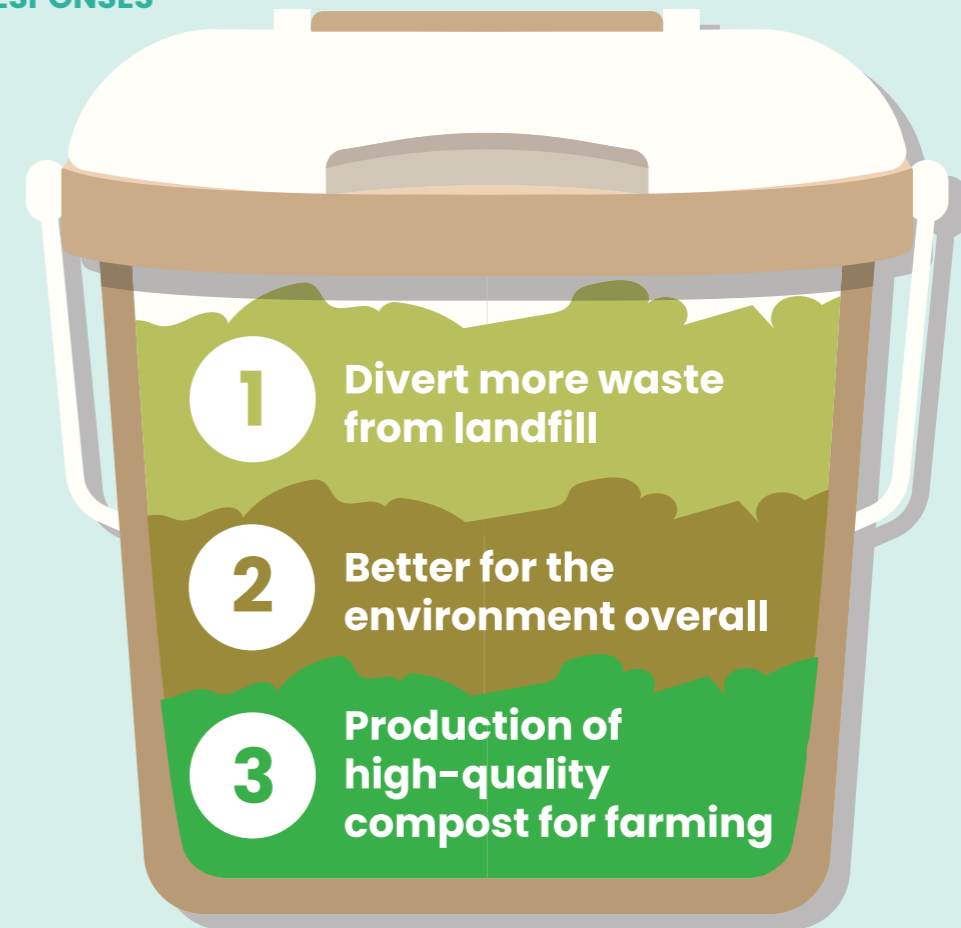 1
Divert more waste
from landfill
2
Better for the
environment overall
3
Production of
high-quality
compost for farming